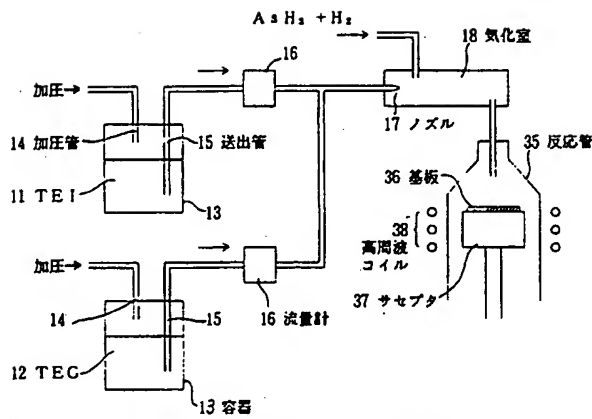 AsH₃ + H₂
18 気化室
16
加圧→
14 加圧管
15 送出管
17 ノズル
35 反応管
36 基板
11 TEI
13
38
高周波
コイル
37 サセプタ
加圧→
14
15
16 流量計
12 TEG
13 容器